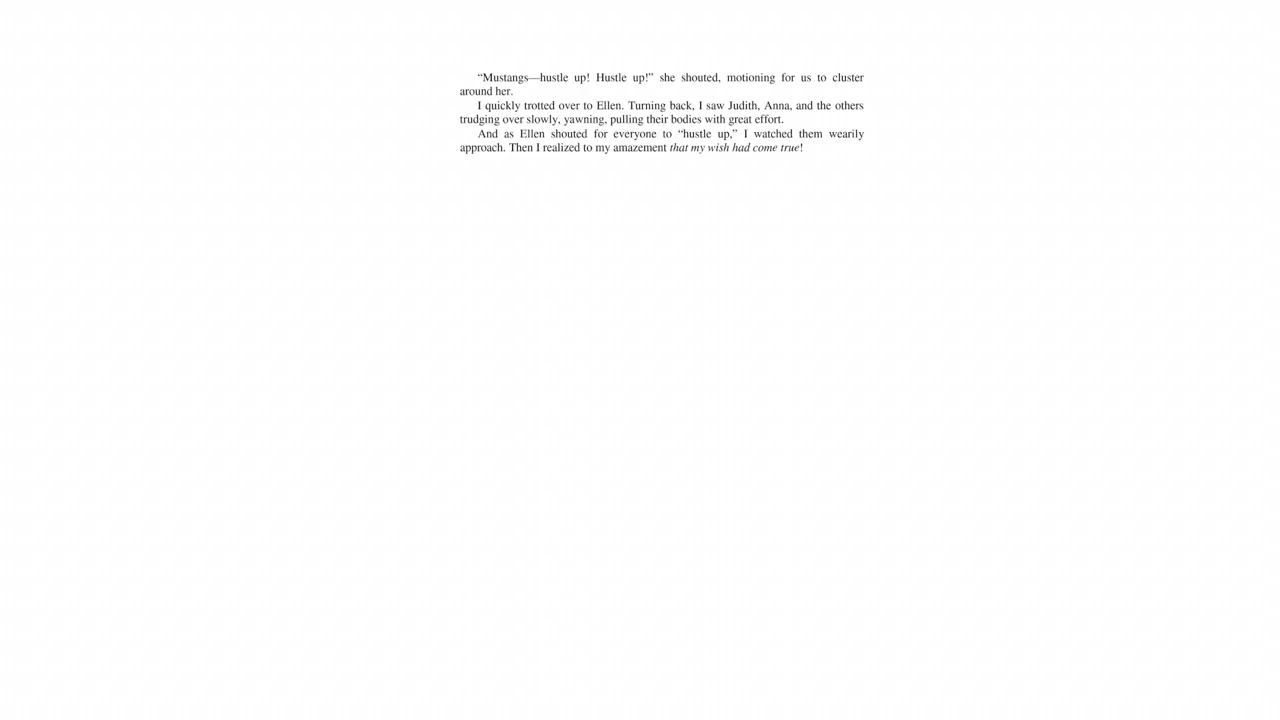 “Mustangs—hustle up! Hustle up!” she shouted, motioning for us to cluster
around her.
I quickly trotted over to Ellen. Turning back, I saw Judith, Anna, and the others
trudging over slowly, yawning, pulling their bodies with great effort.
And as Ellen shouted for everyone to “hustle up,” I watched them wearily
approach. Then I realized to my amazement that my wish had come true!